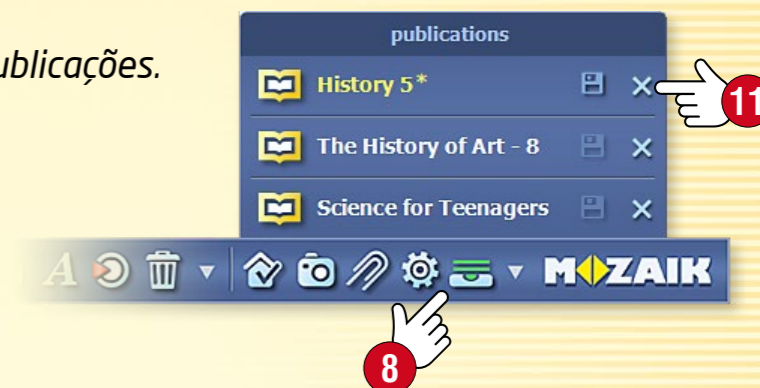 publications
ublicações.
History 5*
11
The History of Art - 8
Science for Teenagers
A
MOZAIK
8